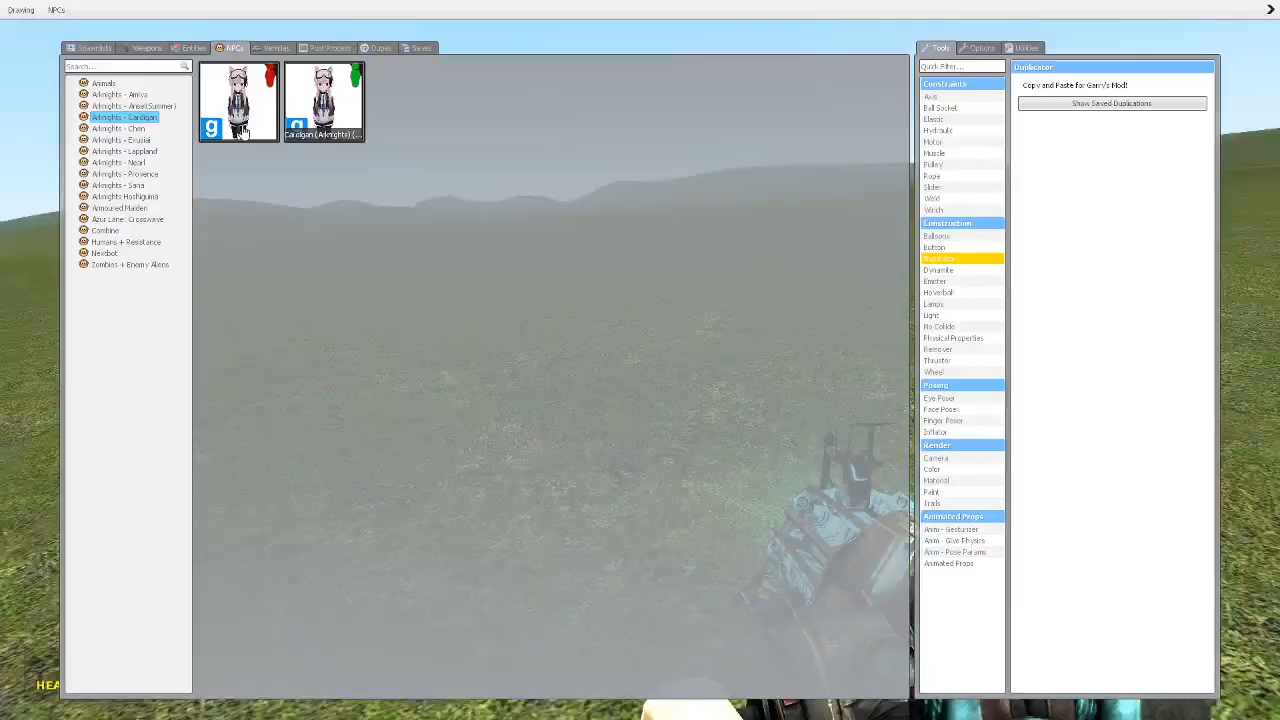 Drawing NPCs
Spawnlists Weapons Entities NPCs Vehicles Post Process Dupes Saves
Search...
Animals
Arknights - Amiya
Arknights - Ansel(Summer)
Arknights - Cardigan
Arknights - Chen
Arknights - Exusiai
Arknights - Lappland
Arknights - Nearl
Arknights - Provence
Arknights - Saria
Arknights Hoshiguma
Armoured Maiden
Azur Lane: Crosswave
Combine
Humans + Resistance
Nextbot
Zombies + Enemy Aliens
g
g
Cardigan (Arknights) (...
Tools Options Utilities
Quick Filter...
Constraints
Axis
Ball Socket
Elastic
Hydraulic
Motor
Muscle
Pulley
Rope
Slider
Weld
Winch
Construction
Balloons
Button
Duplicator
Dynamite
Emitter
Hoverball
Lamps
Light
No Collide
Physical Properties
Remover
Thruster
Wheel
Posing
Eye Poser
Face Poser
Finger Poser
Inflator
Render
Camera
Color
Material
Paint
Trails
Animated Props
Anim - Gesturizer
Anim - Give Physics
Anim - Pose Params
Animated Props
Duplicator
Copy and Paste for Garry's Mod!
Show Saved Duplications
HEA